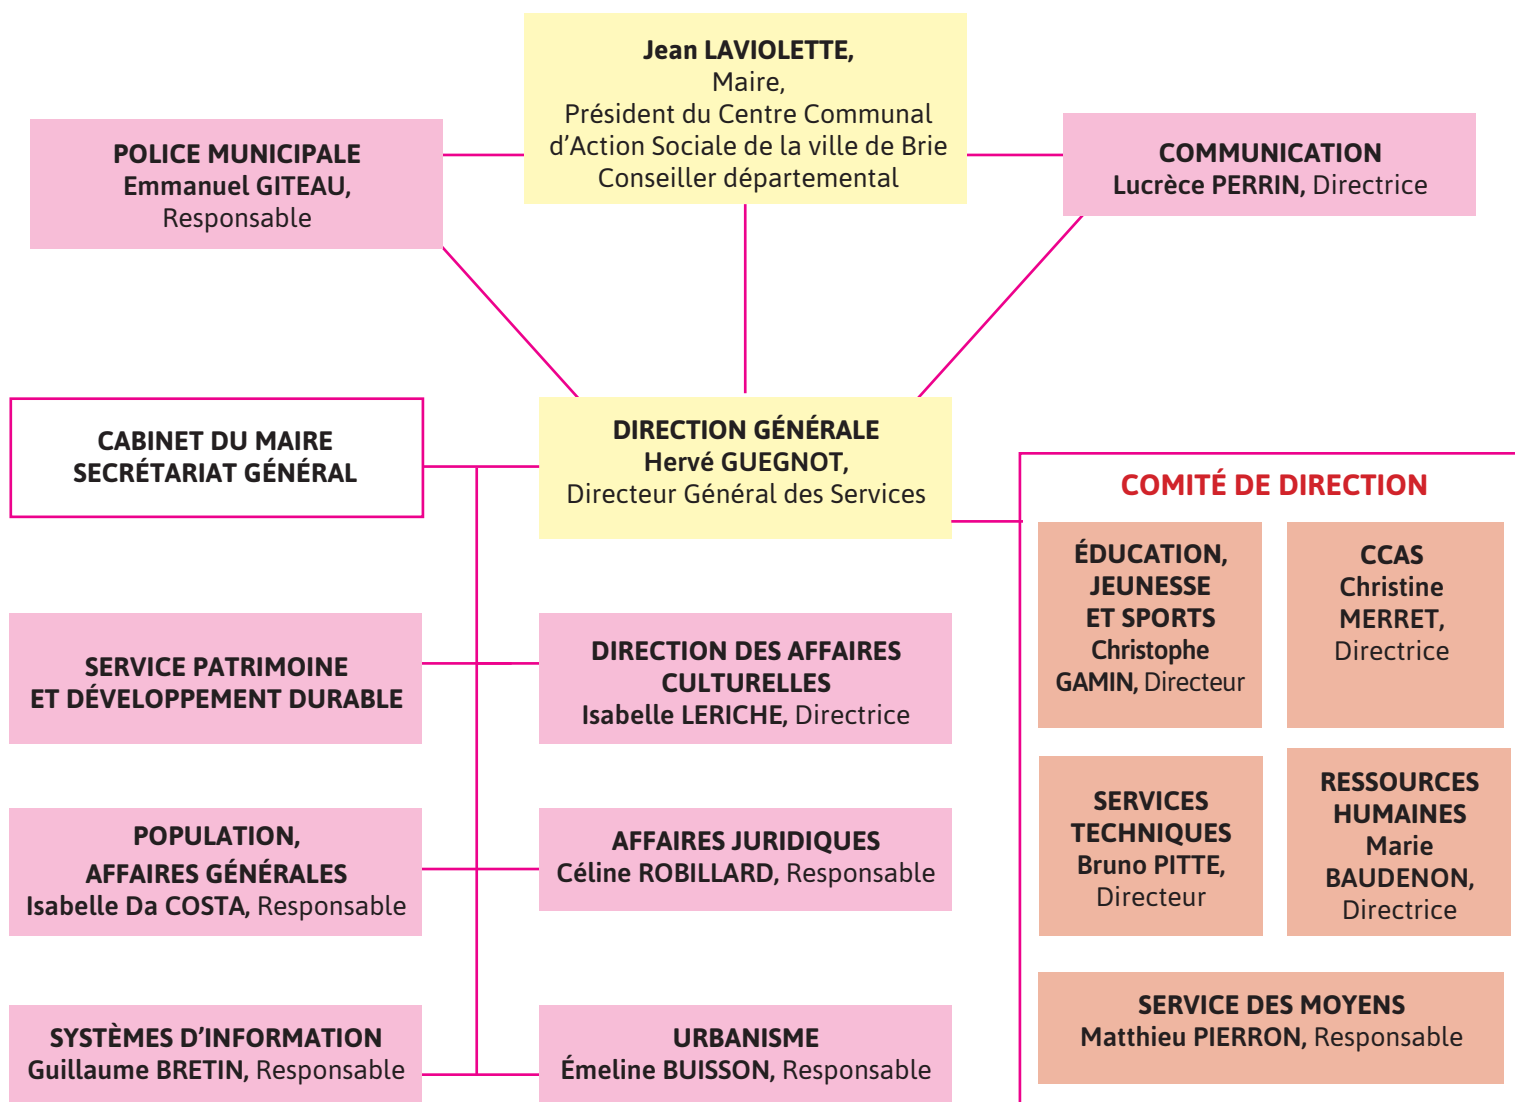 Jean LAVIOLETTE,
Maire,
Président du Centre Communal
d’Action Sociale de la ville de Brie
Conseiller départemental
POLICE MUNICIPALE
Emmanuel GITEAU,
Responsable
COMMUNICATION
Lucrèce PERRIN, Directrice
CABINET DU MAIRE
SECRÉTARIAT GÉNÉRAL
DIRECTION GÉNÉRALE
Hervé GUEGNOT,
Directeur Général des Services
SERVICE PATRIMOINE
ET DÉVELOPPEMENT DURABLE
DIRECTION DES AFFAIRES
CULTURELLES
Isabelle LERICHE, Directrice
POPULATION,
AFFAIRES GÉNÉRALES
Isabelle Da COSTA, Responsable
AFFAIRES JURIDIQUES
Céline ROBILLARD, Responsable
SYSTÈMES D’INFORMATION
Guillaume BRETIN, Responsable
URBANISME
Émeline BUISSON, Responsable
COMITÉ DE DIRECTION
ÉDUCATION,
JEUNESSE
ET SPORTS
Christophe
GAMIN, Directeur
CCAS
Christine
MERRET,
Directrice
SERVICES
TECHNIQUES
Bruno PITTE,
Directeur
RESSOURCES
HUMAINES
Marie
BAUDENON,
Directrice
SERVICE DES MOYENS
Matthieu PIERRON, Responsable